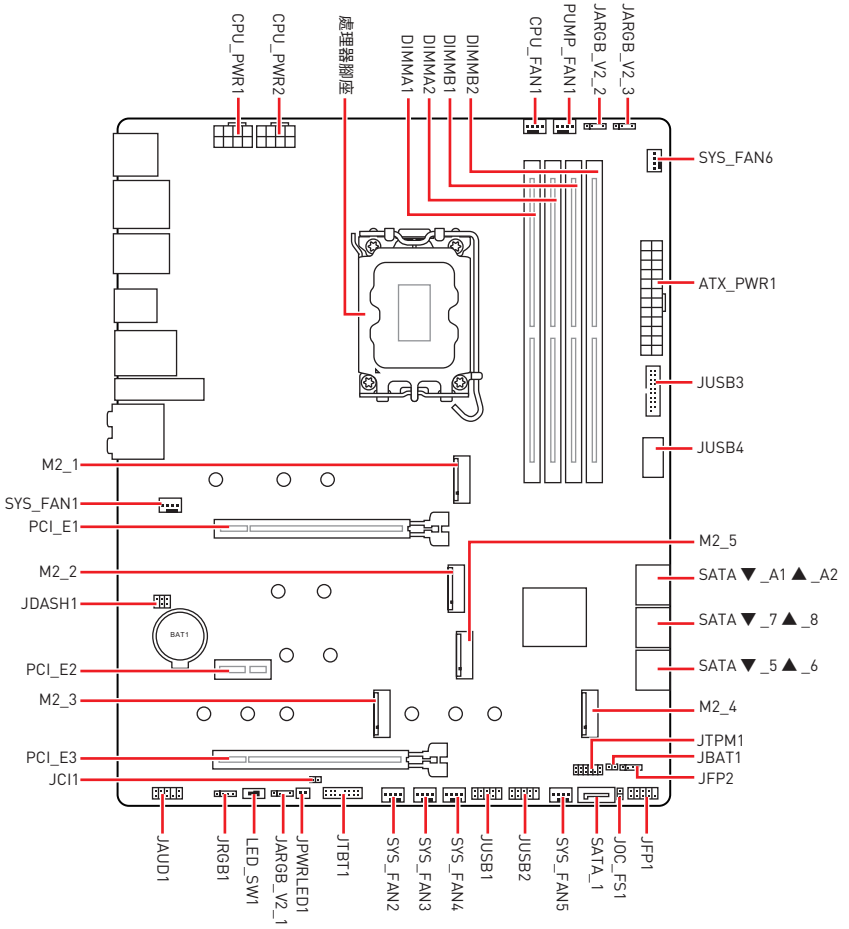 CPU_PWR1
CPU_PWR2
處理器腳座
DIMMA1
DIMMA2
DIMMB1
DIMMB2
CPU_FAN1
PUMP_FAN1
JARGB_V2_2
JARGB_V2_3
SYS_FAN6
ATX_PWR1
JUSB3
JUSB4
M2_1
SYS_FAN1
PCI_E1
M2_5
M2_2
SATA ▼ _A1 ▲ _A2
JDASH1
SATA ▼ _7 ▲ _8
BAT1
PCI_E2
SATA ▼ _5 ▲ _6
M2_3
M2_4
JTPM1
PCI_E3
JBAT1
JCI1
JFP2
JAUD1
JRGB1
LED_SW1
JARGB_V2_1
JPWRLED1
JTBT1
SYS_FAN2
SYS_FAN3
SYS_FAN4
JUSB1
JUSB2
SYS_FAN5
SATA_1
JOC_FS1
JFP1